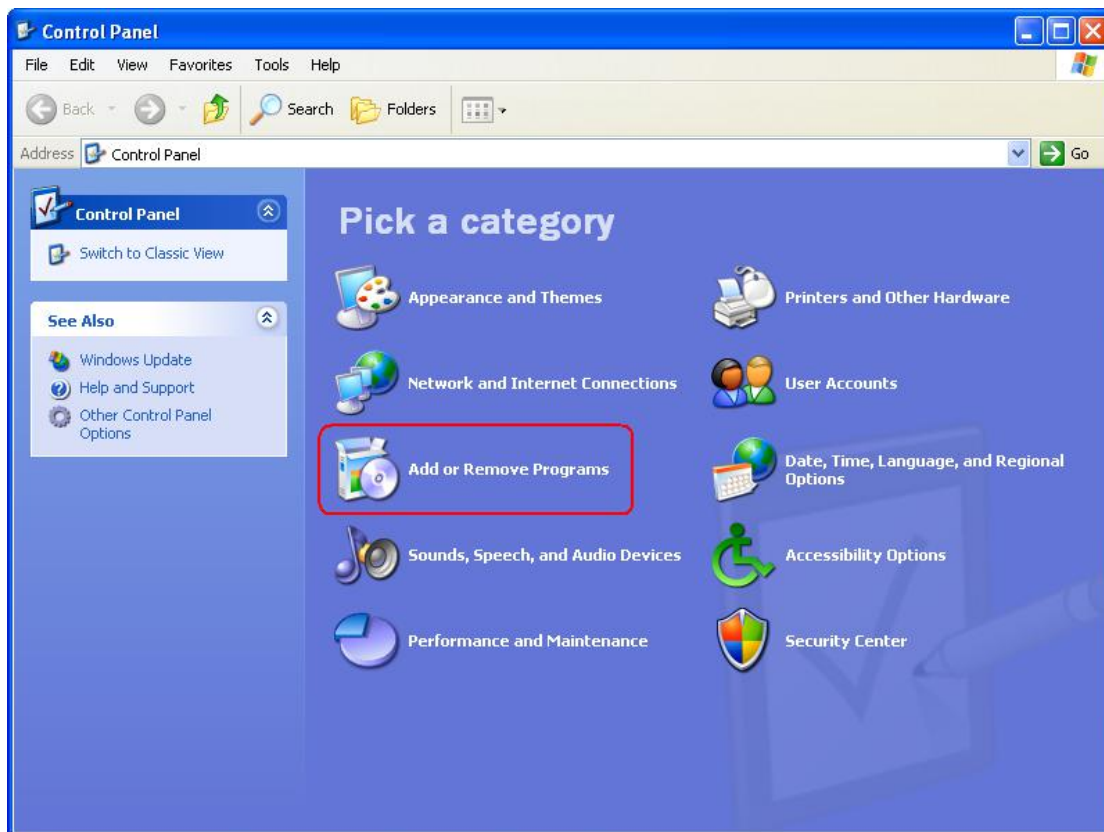 Control Panel
File Edit View Favorites Tools Help
Back Search Folders
Address Control Panel Go
Control Panel
Switch to Classic View
See Also
Windows Update
Help and Support
Other Control Panel
Options
Pick a category
Appearance and Themes
Printers and Other Hardware
Network and Internet Connections
User Accounts
Add or Remove Programs
Date, Time, Language, and Regional
Options
Sounds, Speech, and Audio Devices
Accessibility Options
Performance and Maintenance
Security Center